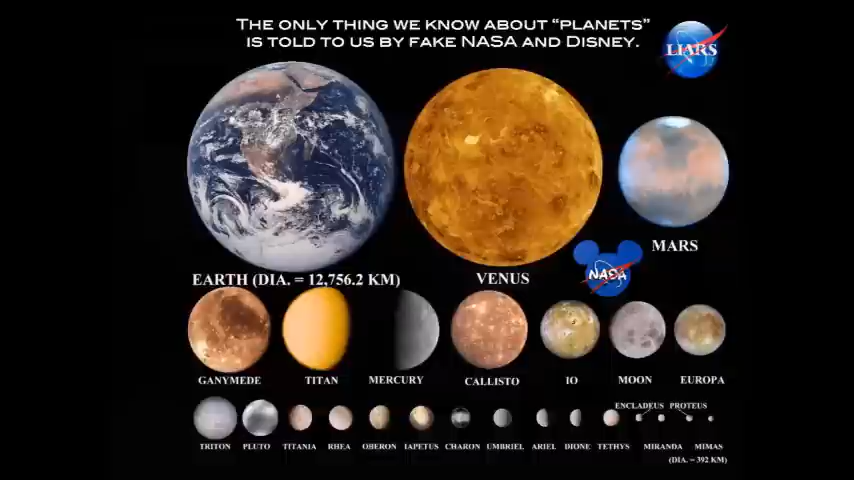 THE ONLY THING WE KNOW ABOUT “PLANETS”
IS TOLD TO US BY FAKE NASA AND DISNEY.
LIARS
EARTH (DIA. = 12,756.2 KM)
VENUS
MARS
NASA
GANYMEDE
TITAN
MERCURY
CALLISTO
IO
MOON
EUROPA
ENCLADEUS
PROTEUS
TRITON
PLUTO
TITANIA
RHEA
OBERON
IAPETUS
CHARON
UMBRIEL
ARIEL
DIONE
TETHYS
MIRANDA
MIMAS
(DIA. = 392 KM)